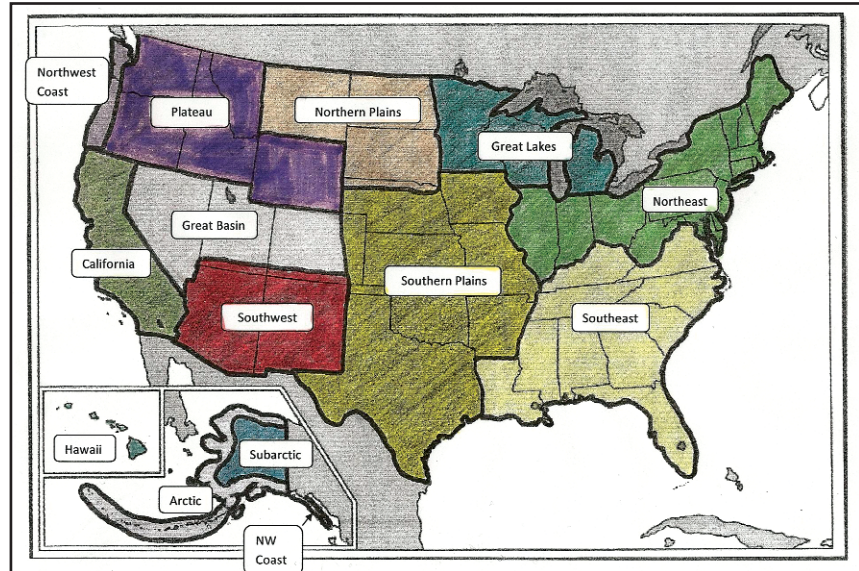 Northwest
Coast
Plateau
Northern Plains
Great Lakes
Northeast
Great Basin
California
Southern Plains
Southwest
Southeast
Hawaii
Subarctic
Arctic
NW
Coast